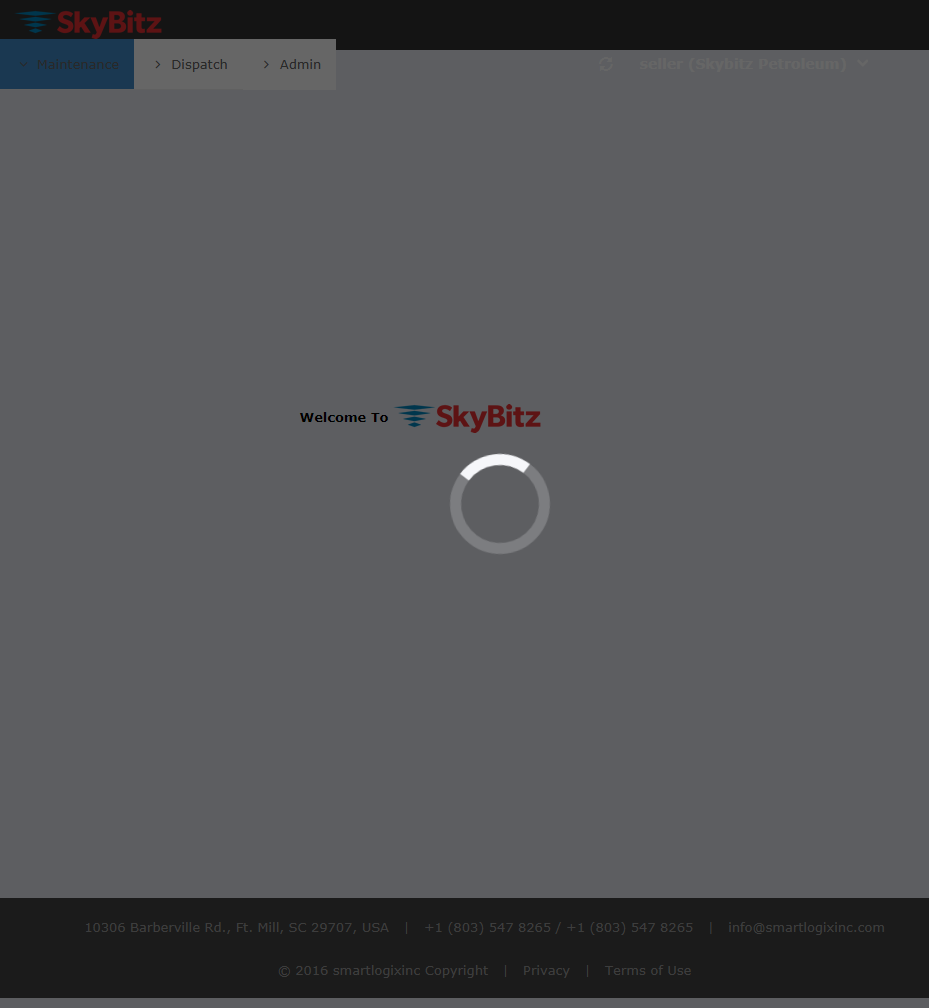 SkyBitz
Maintenance Dispatch Admin seller (Skybitz Petroleum)
Welcome To SkyBitz
10306 Barberville Rd., Ft. Mill, SC 29707, USA | +1 (803) 547 8265 / +1 (803) 547 8265 | info@smartlogixinc.com
© 2016 smartlogixinc Copyright | Privacy | Terms of Use